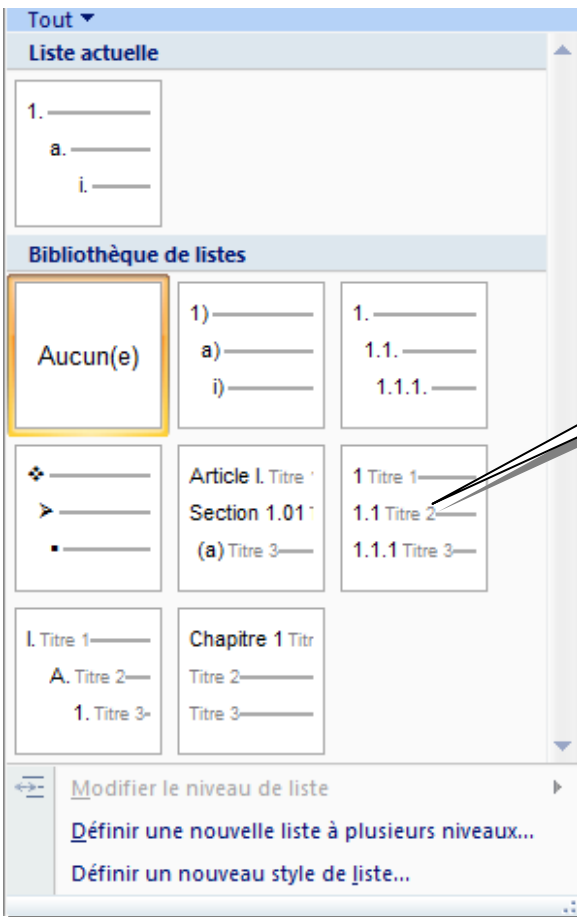 Tout
Liste actuelle
1.
a.
i.
Bibliothèque de listes
Aucun(e)
1)
a)
i)
1.
1.1.
1.1.1.
Article I. Titre
Section 1.01
(a) Titre 3
1 Titre 1
1.1 Titre 2
1.1.1 Titre 3
I. Titre 1
A. Titre 2
1. Titre 3
Chapitre 1 Titr
Titre 2
Titre 3
Modifier le niveau de liste
Définir une nouvelle liste à plusieurs niveaux...
Définir un nouveau style de liste...